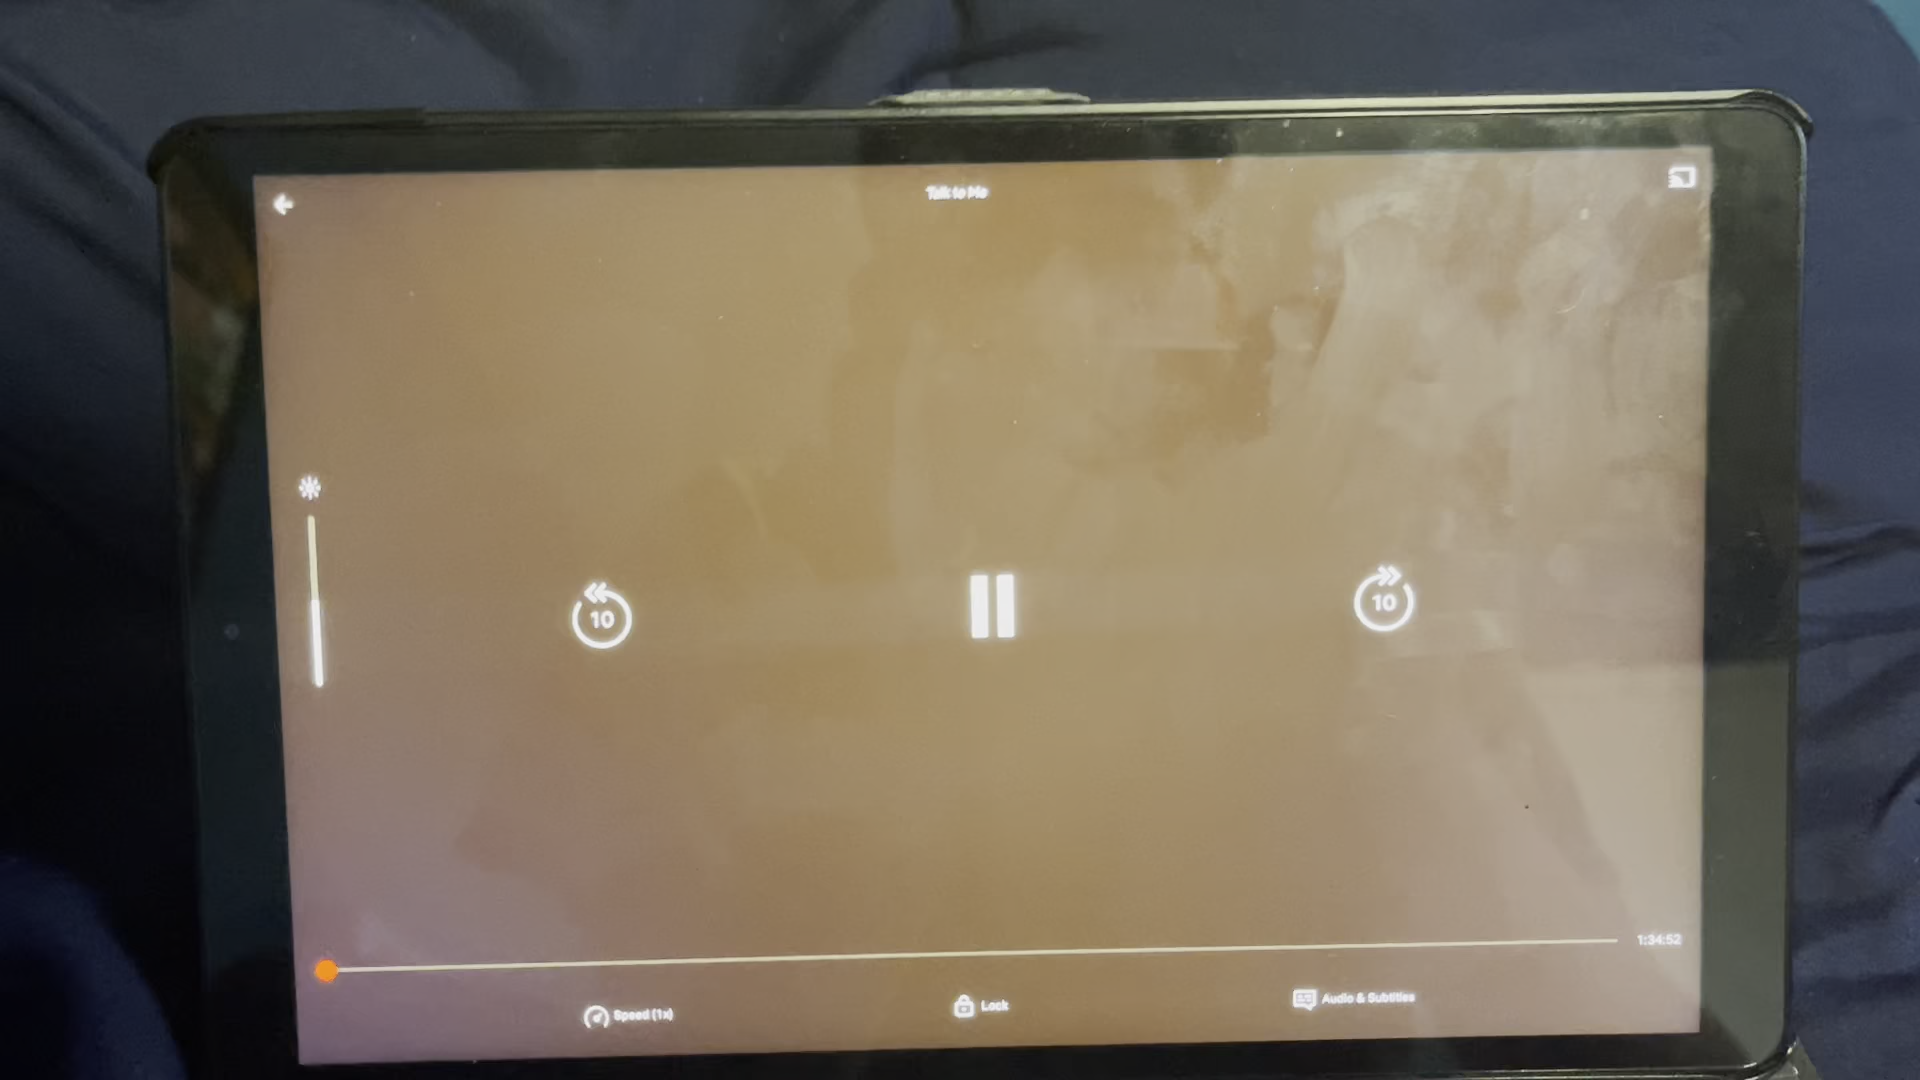 Talk to Me
10
10
1:34:52
Speed (1x)
Lock
Audio & Subtitles